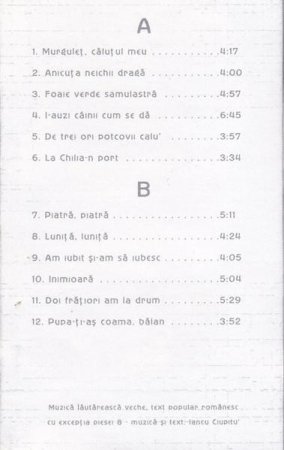 A
1. Murguleț, căluțul meu ...........4:17
2. Anicuța neichii dragă ...........4:00
3. Foaie verde samulastră ........4:57
4. I-auzi câinii cum se dă .........6:45
5. De trei ori potcovii calu' ........3:57
6. La Chilia-n port ................3:34
B
7. Piatră, piatră ..................5:11
8. Luniță, luniță ..................4:24
9. Am iubit și-am să iubesc ........4:05
10. Inimioară .....................5:04
11. Doi frățiori am la drum .........5:29
12. Pupa-ți-aș coama, bălan ........3:52
Muzică lăutărească veche, text popular românesc
cu excepția piesei 8 - muzică și text: Iancu Ciupitu'